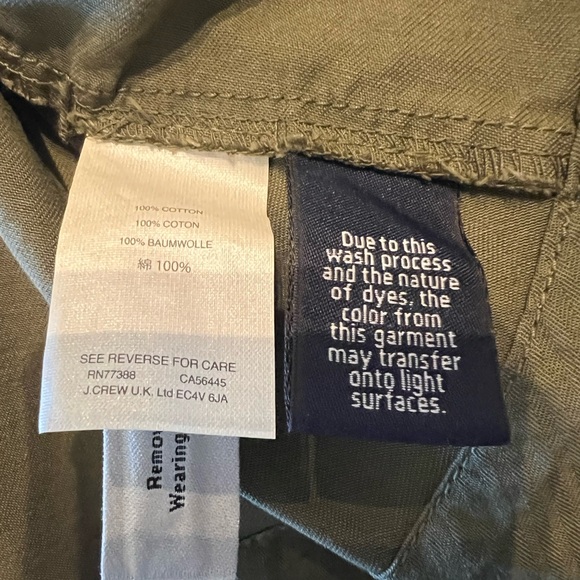 100% COTTON
100% COTON
100% BAUMWOLLE
綿 100%
SEE REVERSE FOR CARE
RN77388 CA56445
J.CREW U.K. Ltd EC4V 6JA
Due to this
wash process
and the nature
of dyes, the
color from
this garment
may transfer
onto light
surfaces.
Remov
Wearing